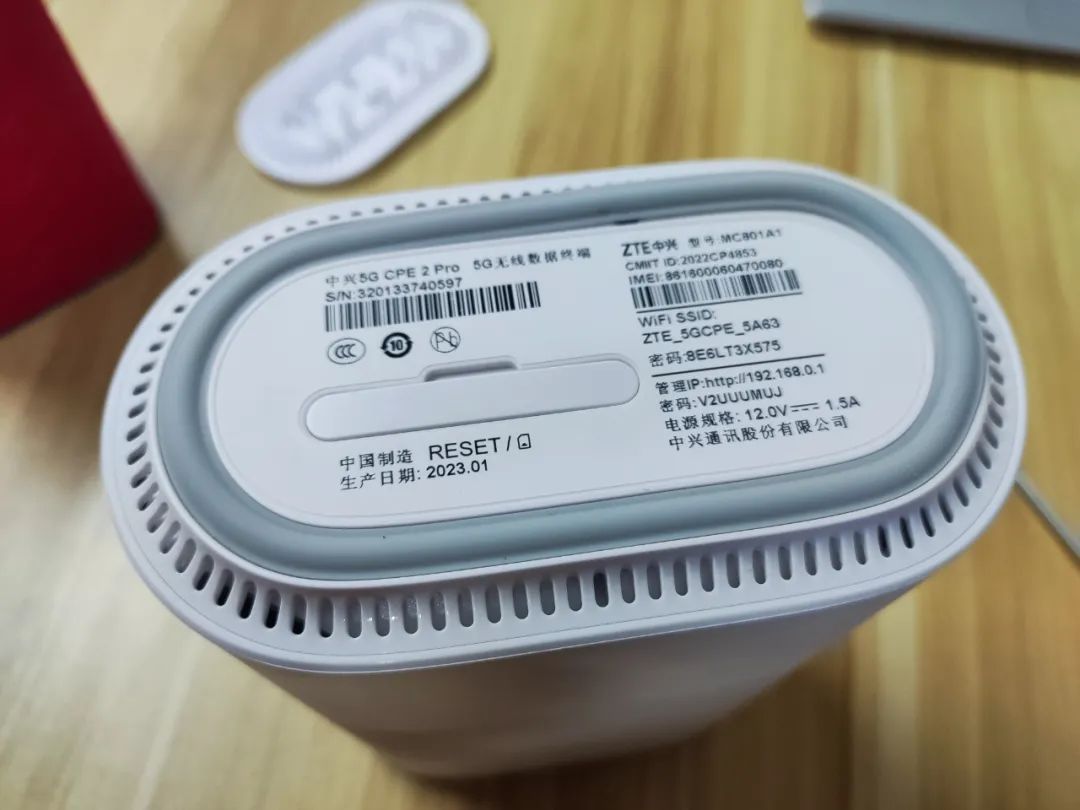 中兴5G CPE 2 Pro 5G无线数据终端
S/N:320133740597
CCC
10
Pb
中国制造 RESET/
生产日期: 2023.01
ZTE中兴 型号:MC801A1
CMIIT ID:2022CP4853
IMEI:861600060470080
WiFi SSID:
ZTE_5GCPE_5A63
密码:8E6LT3X575
管理IP:http://192.168.0.1
密码:V2UUUMUJ
电源规格: 12.0V 1.5A
中兴通讯股份有限公司